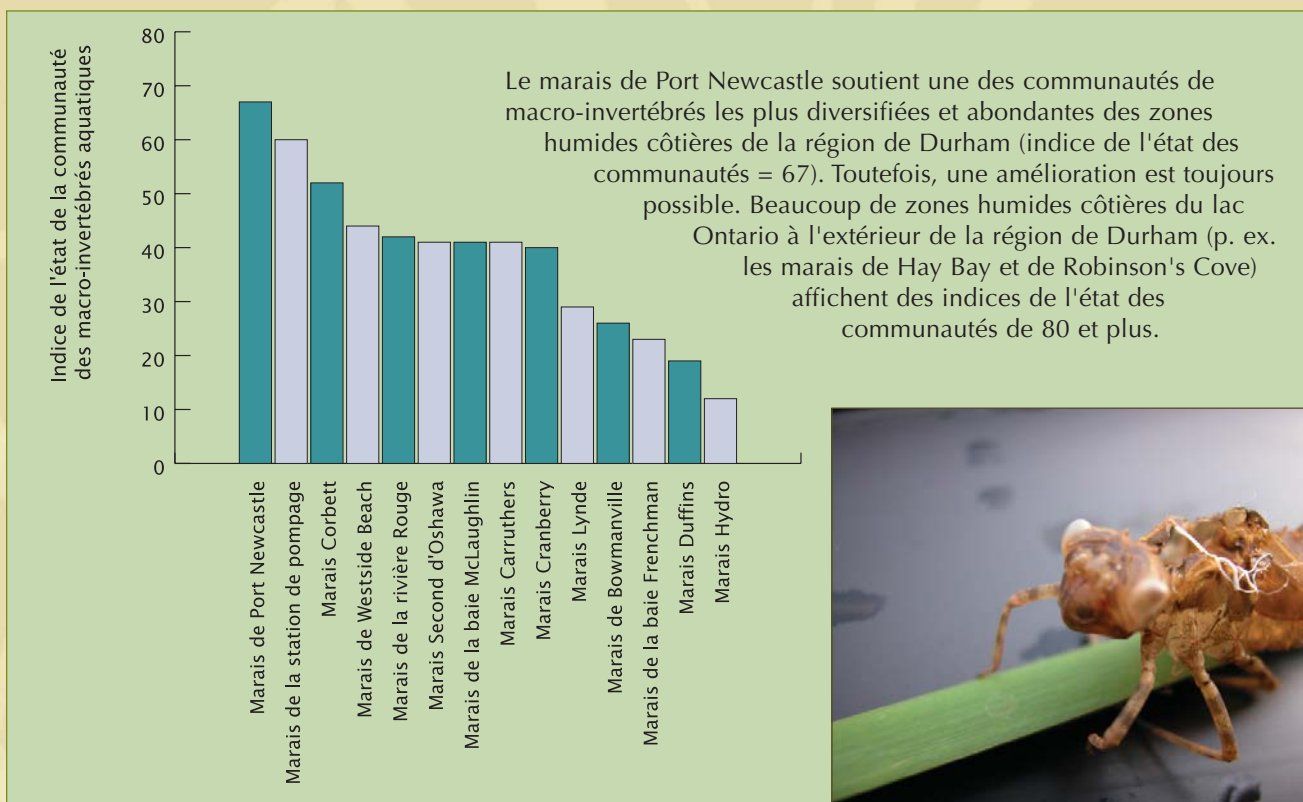 Indice de l'état de la communauté
des macro-invertébrés aquatiques
80
70
60
50
40
30
20
10
0
Marais de Port Newcastle
Marais de la station de pompage
Marais Corbett
Marais de Westside Beach
Marais de la rivière Rouge
Marais Second d'Oshawa
Marais de la baie McLaughlin
Marais Carruthers
Marais Cranberry
Marais Lynde
Marais de Bowmanville
Marais de la baie Frenchman
Marais Duffins
Marais Hydro
Le marais de Port Newcastle soutient une des communautés de
macro-invertébrés les plus diversifiées et abondantes des zones
humides côtières de la région de Durham (indice de l'état des
communautés = 67). Toutefois, une amélioration est toujours
possible. Beaucoup de zones humides côtières du lac
Ontario à l'extérieur de la région de Durham (p. ex.
les marais de Hay Bay et de Robinson's Cove)
affichent des indices de l'état des
communautés de 80 et plus.